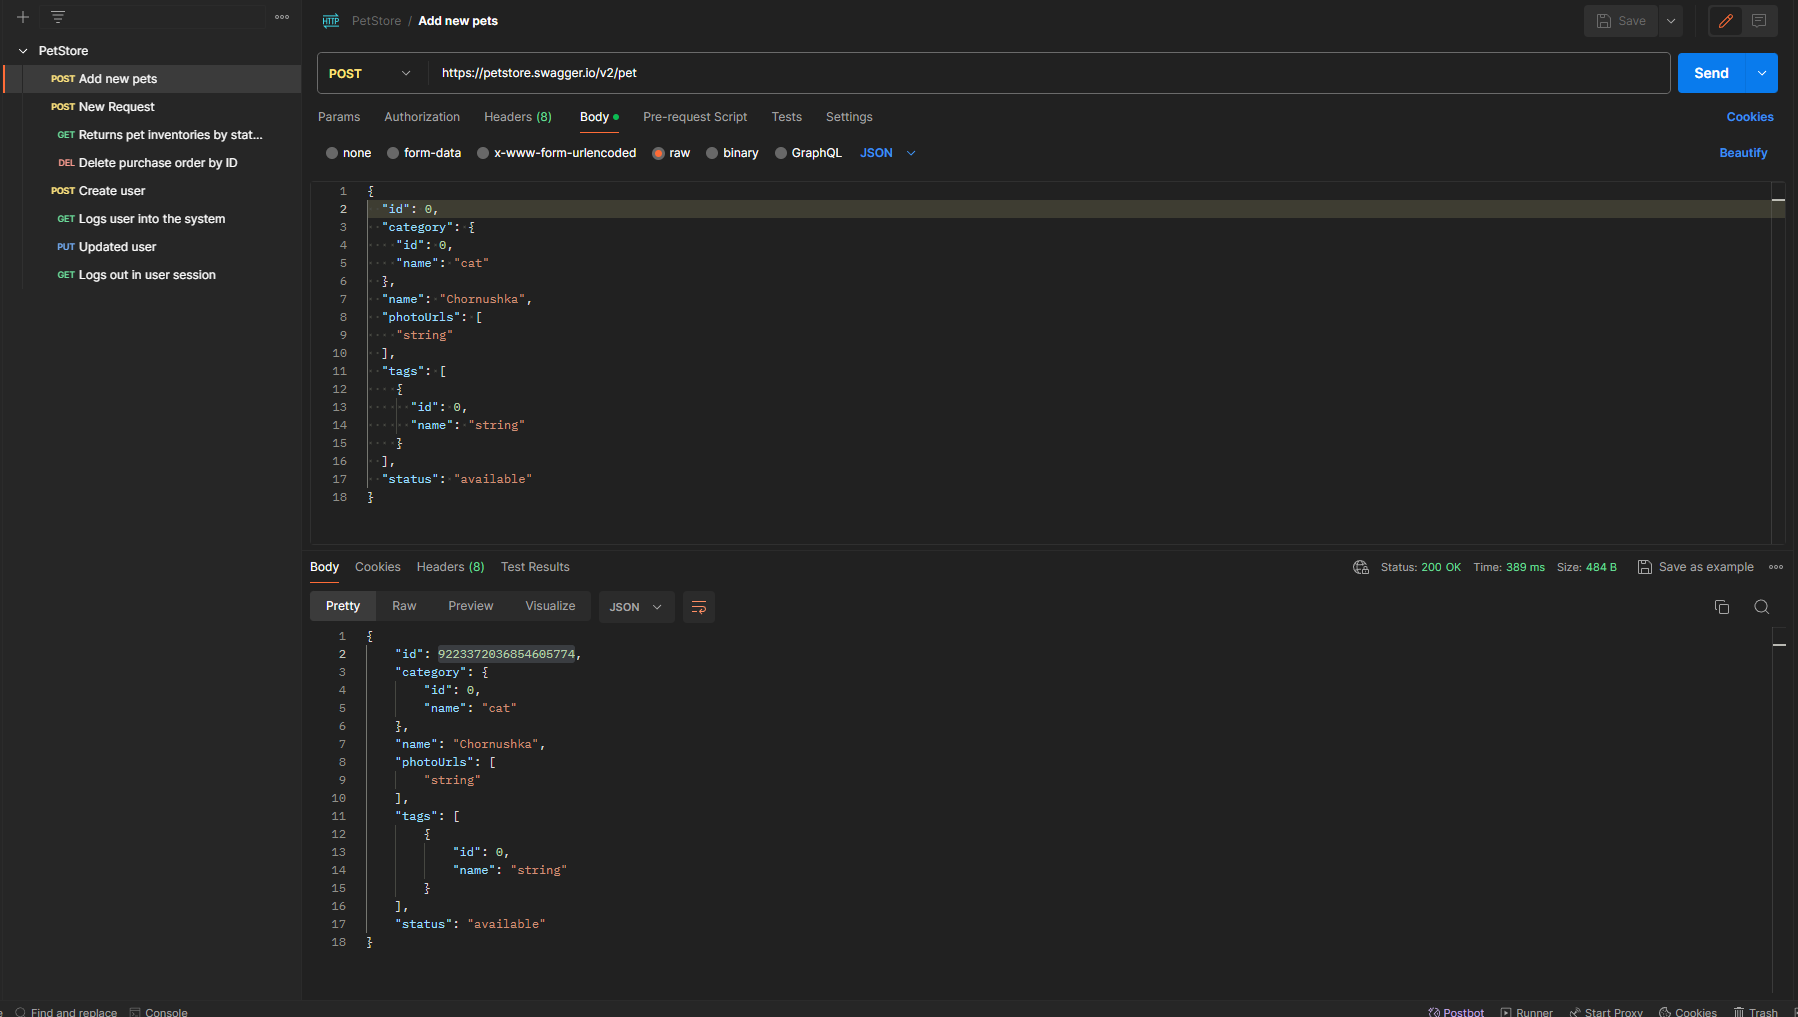 PetStore / Add new pets
Save
PetStore
POST Add new pets
POST New Request
GET Returns pet inventories by stat...
DEL Delete purchase order by ID
POST Create user
GET Logs user into the system
PUT Updated user
GET Logs out in user session
POST https://petstore.swagger.io/v2/pet Send
Params Authorization Headers (8) Body Pre-request Script Tests Settings Cookies
none form-data x-www-form-urlencoded raw binary GraphQL JSON Beautify
1 {
2 "id": 0,
3 "category": {
4 "id": 0,
5 "name": "cat"
6 },
7 "name": "Chornushka",
8 "photoUrls": [
9 "string"
10 ],
11 "tags": [
12 {
13 "id": 0,
14 "name": "string"
15 }
16 ],
17 "status": "available"
18 }
Body Cookies Headers (8) Test Results Status: 200 OK Time: 389 ms Size: 484 B Save as example
Pretty Raw Preview Visualize JSON
1 {
2 "id": 9223372036854605774,
3 "category": {
4 "id": 0,
5 "name": "cat"
6 },
7 "name": "Chornushka",
8 "photoUrls": [
9 "string"
10 ],
11 "tags": [
12 {
13 "id": 0,
14 "name": "string"
15 }
16 ],
17 "status": "available"
18 }
Find and replace Console Postbot Runner Start Proxy Cookies Trash